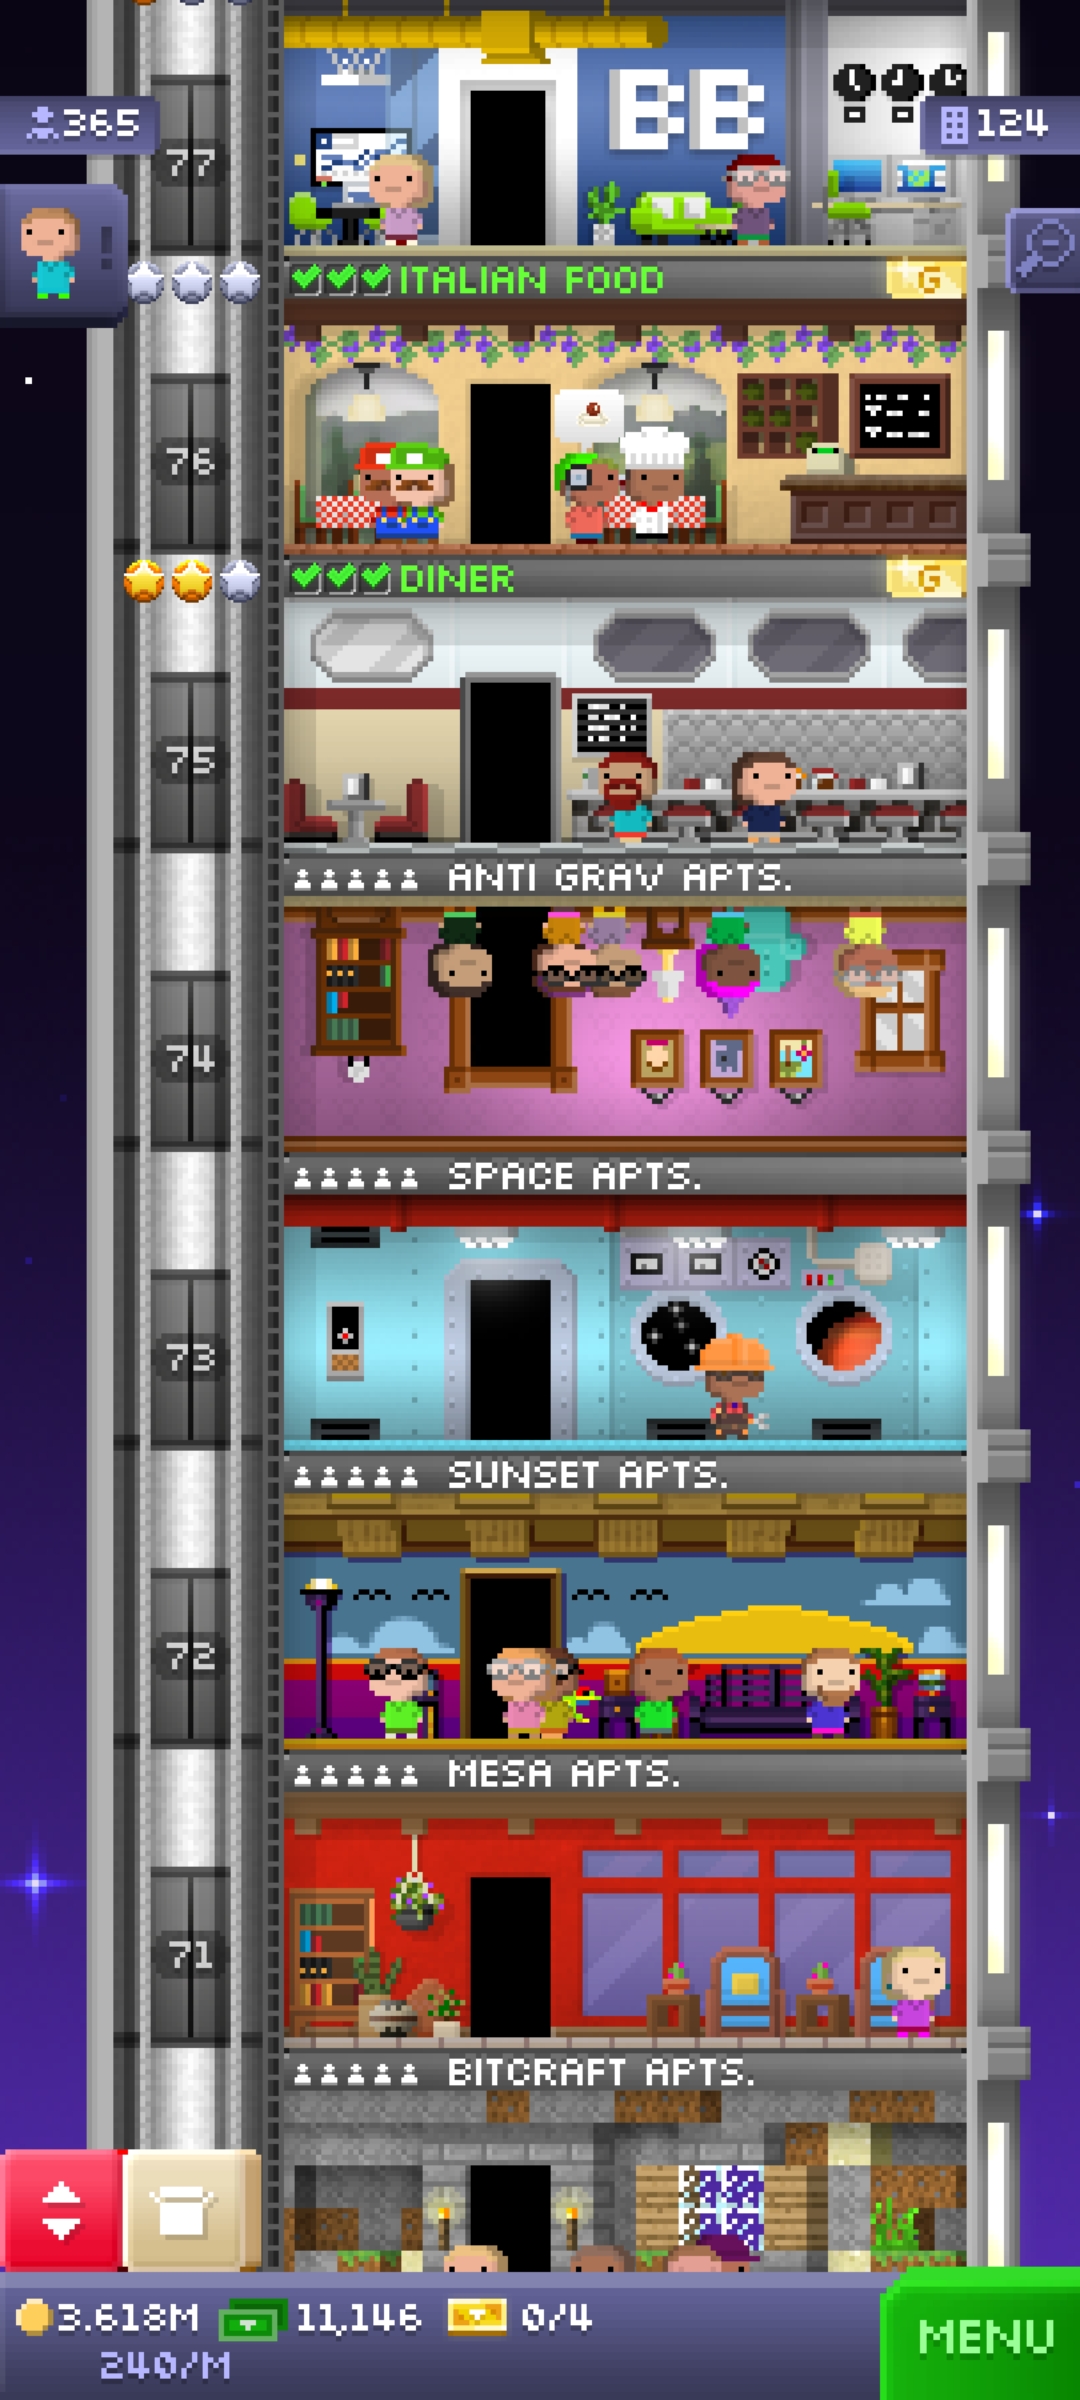 BB
365
124
77
!
ITALIAN FOOD
G
76
DINER
G
75
ANTI GRAV APTS.
74
SPACE APTS.
73
SUNSET APTS.
72
MESA APTS.
71
BITCRAFT APTS.
3.618M 11,146 0/4
240/M
MENU